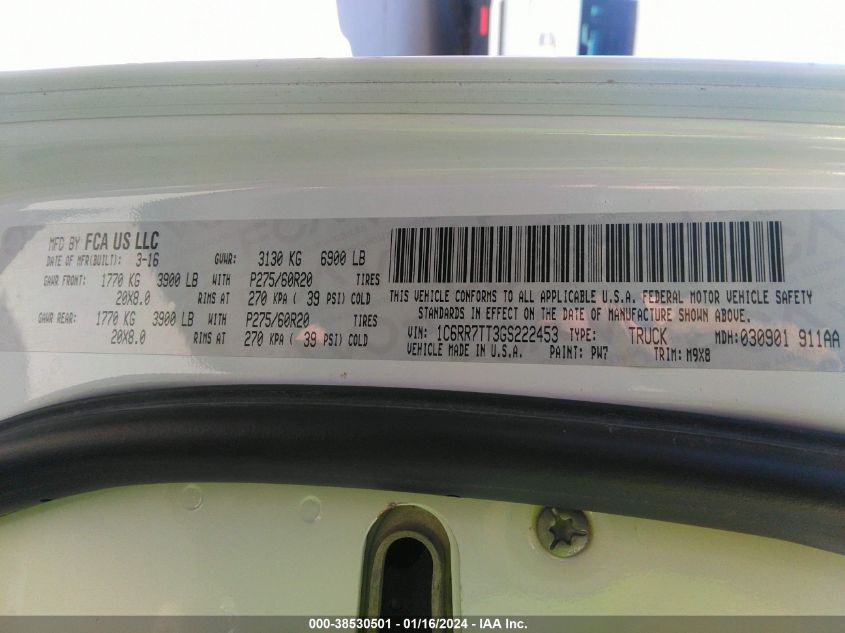 MFD BY FCA US LLC
DATE OF MFR(BUILT): 3-16 GVWR: 3130 KG 6900 LB
GAWR FRONT: 1770 KG 3900 LB WITH P275/60R20 TIRES
20X8.0 RIMS AT 270 KPA ( 39 PSI) COLD
GAWR REAR: 1770 KG 3900 LB WITH P275/60R20 TIRES
20X8.0 RIMS AT 270 KPA ( 39 PSI) COLD
THIS VEHICLE CONFORMS TO ALL APPLICABLE U.S.A. FEDERAL MOTOR VEHICLE SAFETY
STANDARDS IN EFFECT ON THE DATE OF MANUFACTURE SHOWN ABOVE.
VIN: 1C6RR7TT3GS222453 TYPE: TRUCK MDH:030901 911AA
VEHICLE MADE IN U.S.A. PAINT: PW7 TRIM: M9X8
000-38530501 - 01/16/2024 - IAA Inc.